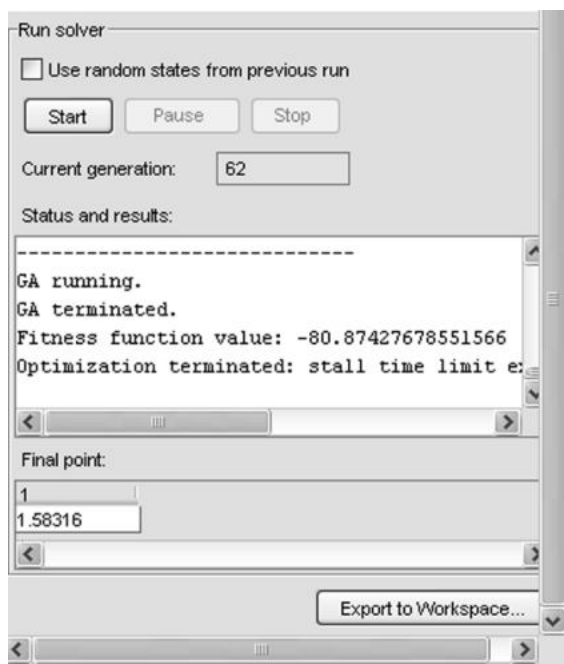 Run solver
Use random states from previous run
Start Pause Stop
Current generation: 62
Status and results:
------------------------------
GA running.
GA terminated.
Fitness function value: -80.87427678551566
Optimization terminated: stall time limit
Final point:
1
1.58316
Export to Workspace...